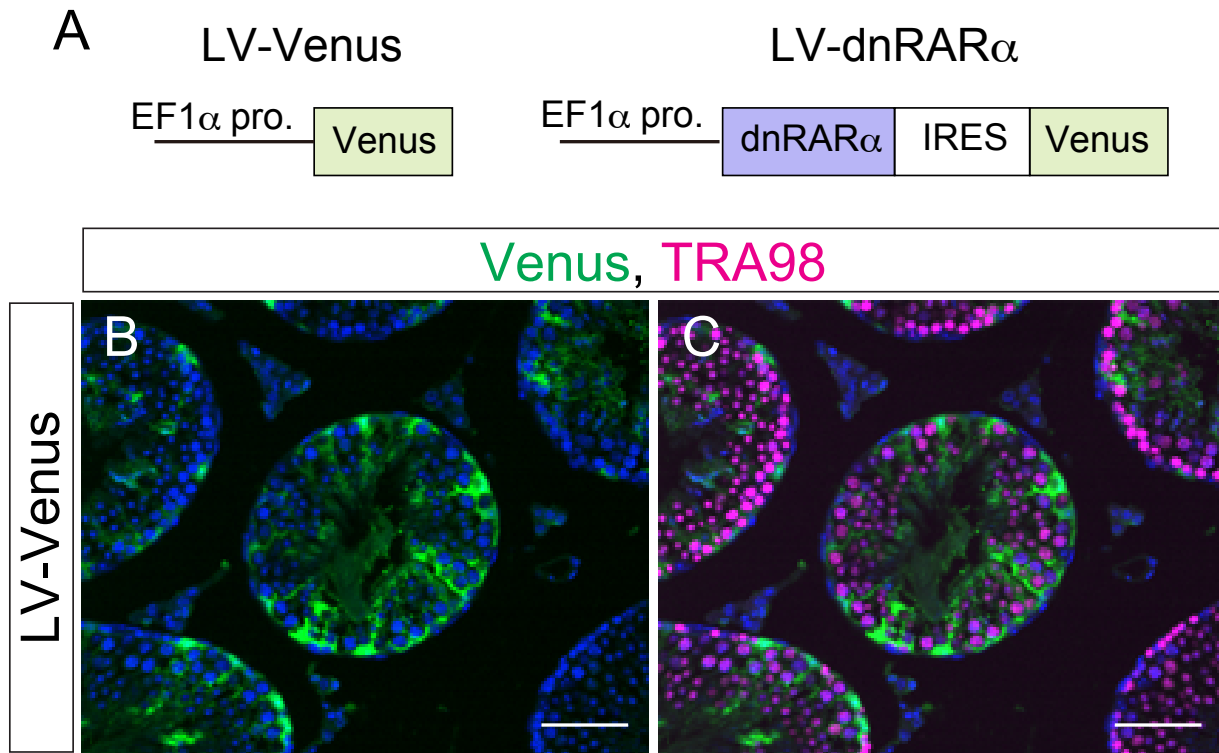 A
LV-Venus
LV-dnRARα
EF1α pro.
Venus
EF1α pro.
dnRARα
IRES
Venus
Venus, TRA98
LV-Venus
B
C